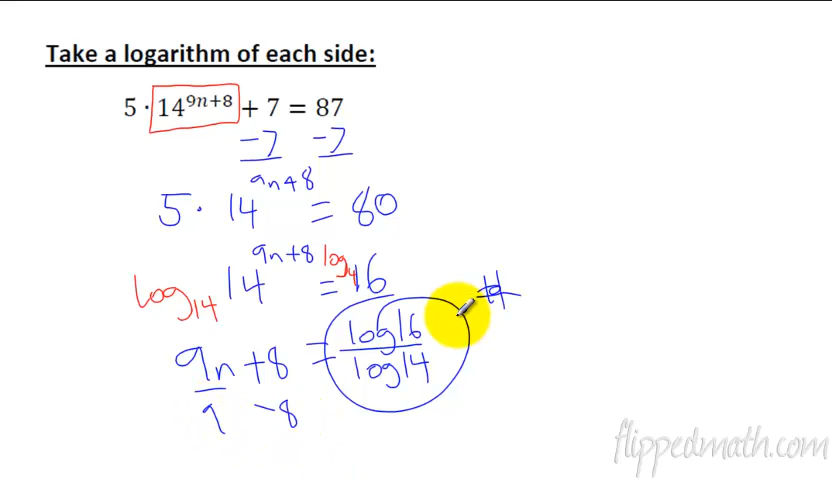 Take a logarithm of each side:
5 · 14^(9n+8) + 7 = 87
−7 −7
5 · 14^(9n+8) = 80
log₁₄ 14^(9n+8) = log₁₄ 16
9n + 8 = log16 / log14
9 −8
flippedmath.com